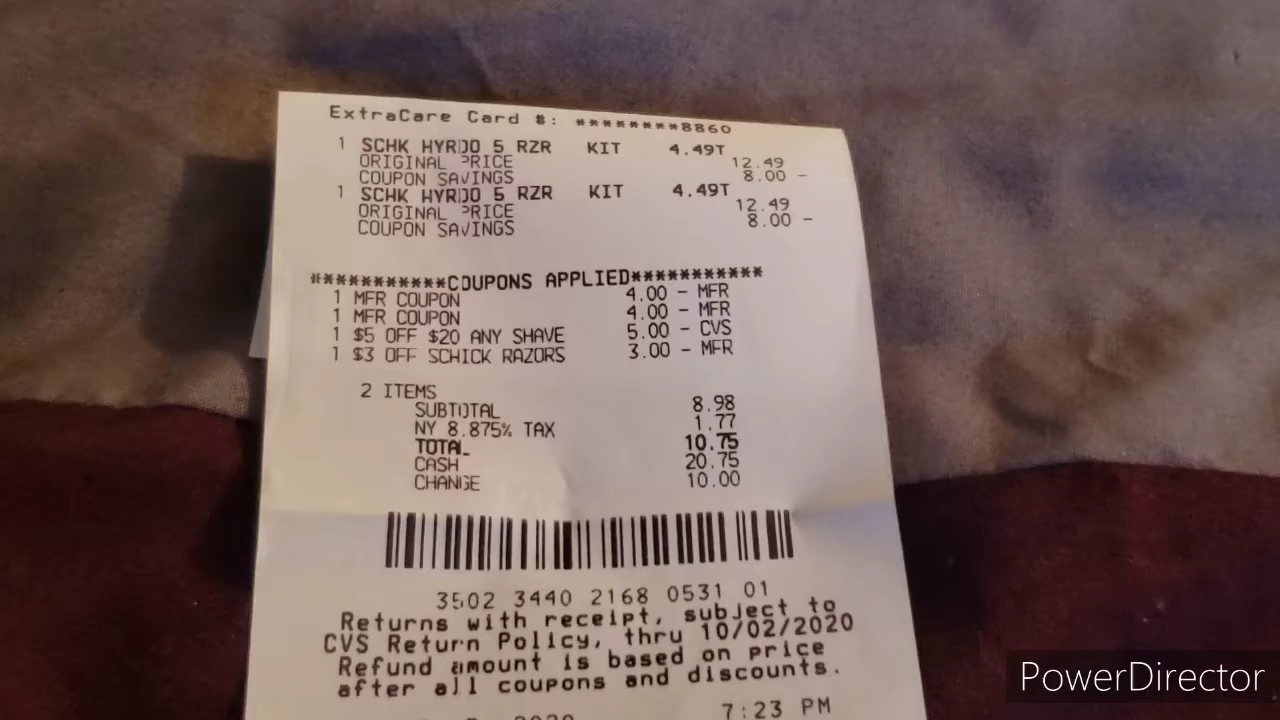 ExtraCare Card #: ********8860
1 SCHK HYRDO 5 RZR KIT 4.49T
ORIGINAL PRICE 12.49
COUPON SAVINGS 8.00 -
1 SCHK HYRDO 5 RZR KIT 4.49T
ORIGINAL PRICE 12.49
COUPON SAVINGS 8.00 -
***********COUPONS APPLIED***********
1 MFR COUPON 4.00 - MFR
1 MFR COUPON 4.00 - MFR
1 $5 OFF $20 ANY SHAVE 5.00 - CVS
1 $3 OFF SCHICK RAZORS 3.00 - MFR
2 ITEMS
SUBTOTAL 8.98
NY 8.875% TAX 1.77
TOTAL 10.75
CASH 20.75
CHANGE 10.00
3502 3440 2168 0531 01
Returns with receipt, subject to
CVS Return Policy, thru 10/02/2020
Refund amount is based on price
after all coupons and discounts.
7:23 PM
PowerDirector